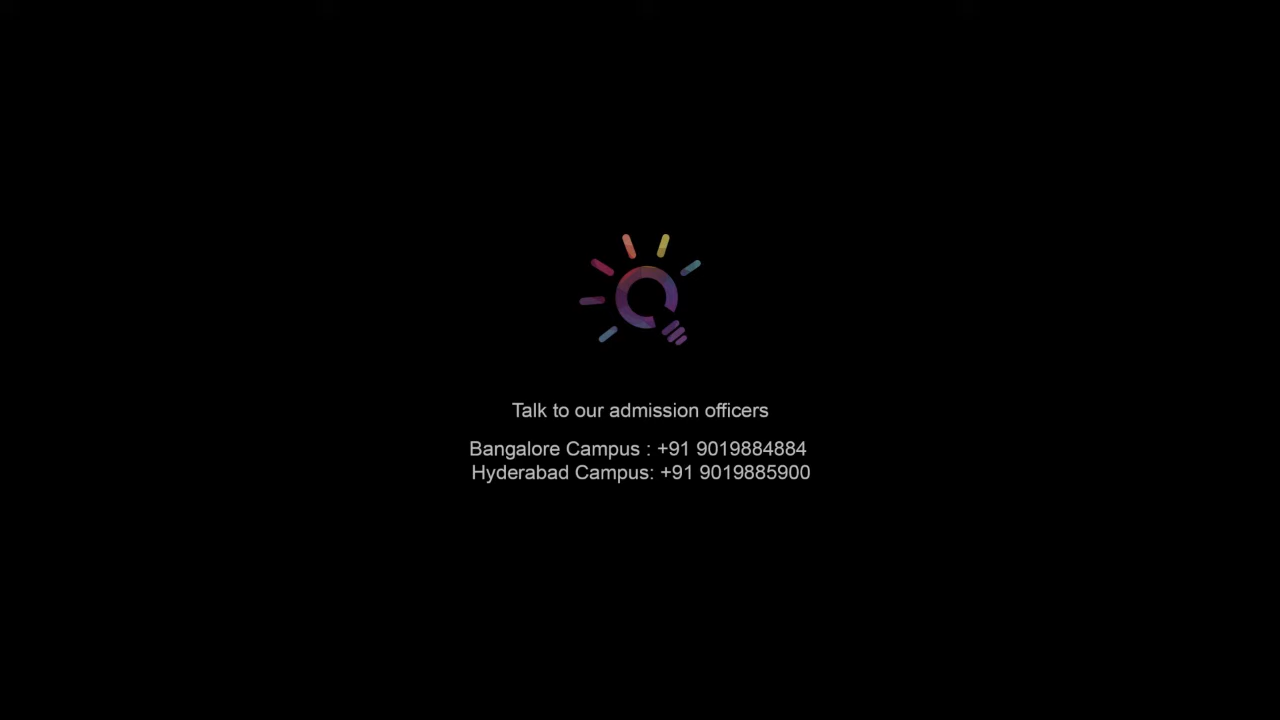 Talk to our admission officers
Bangalore Campus : +91 9019884884
Hyderabad Campus: +91 9019885900